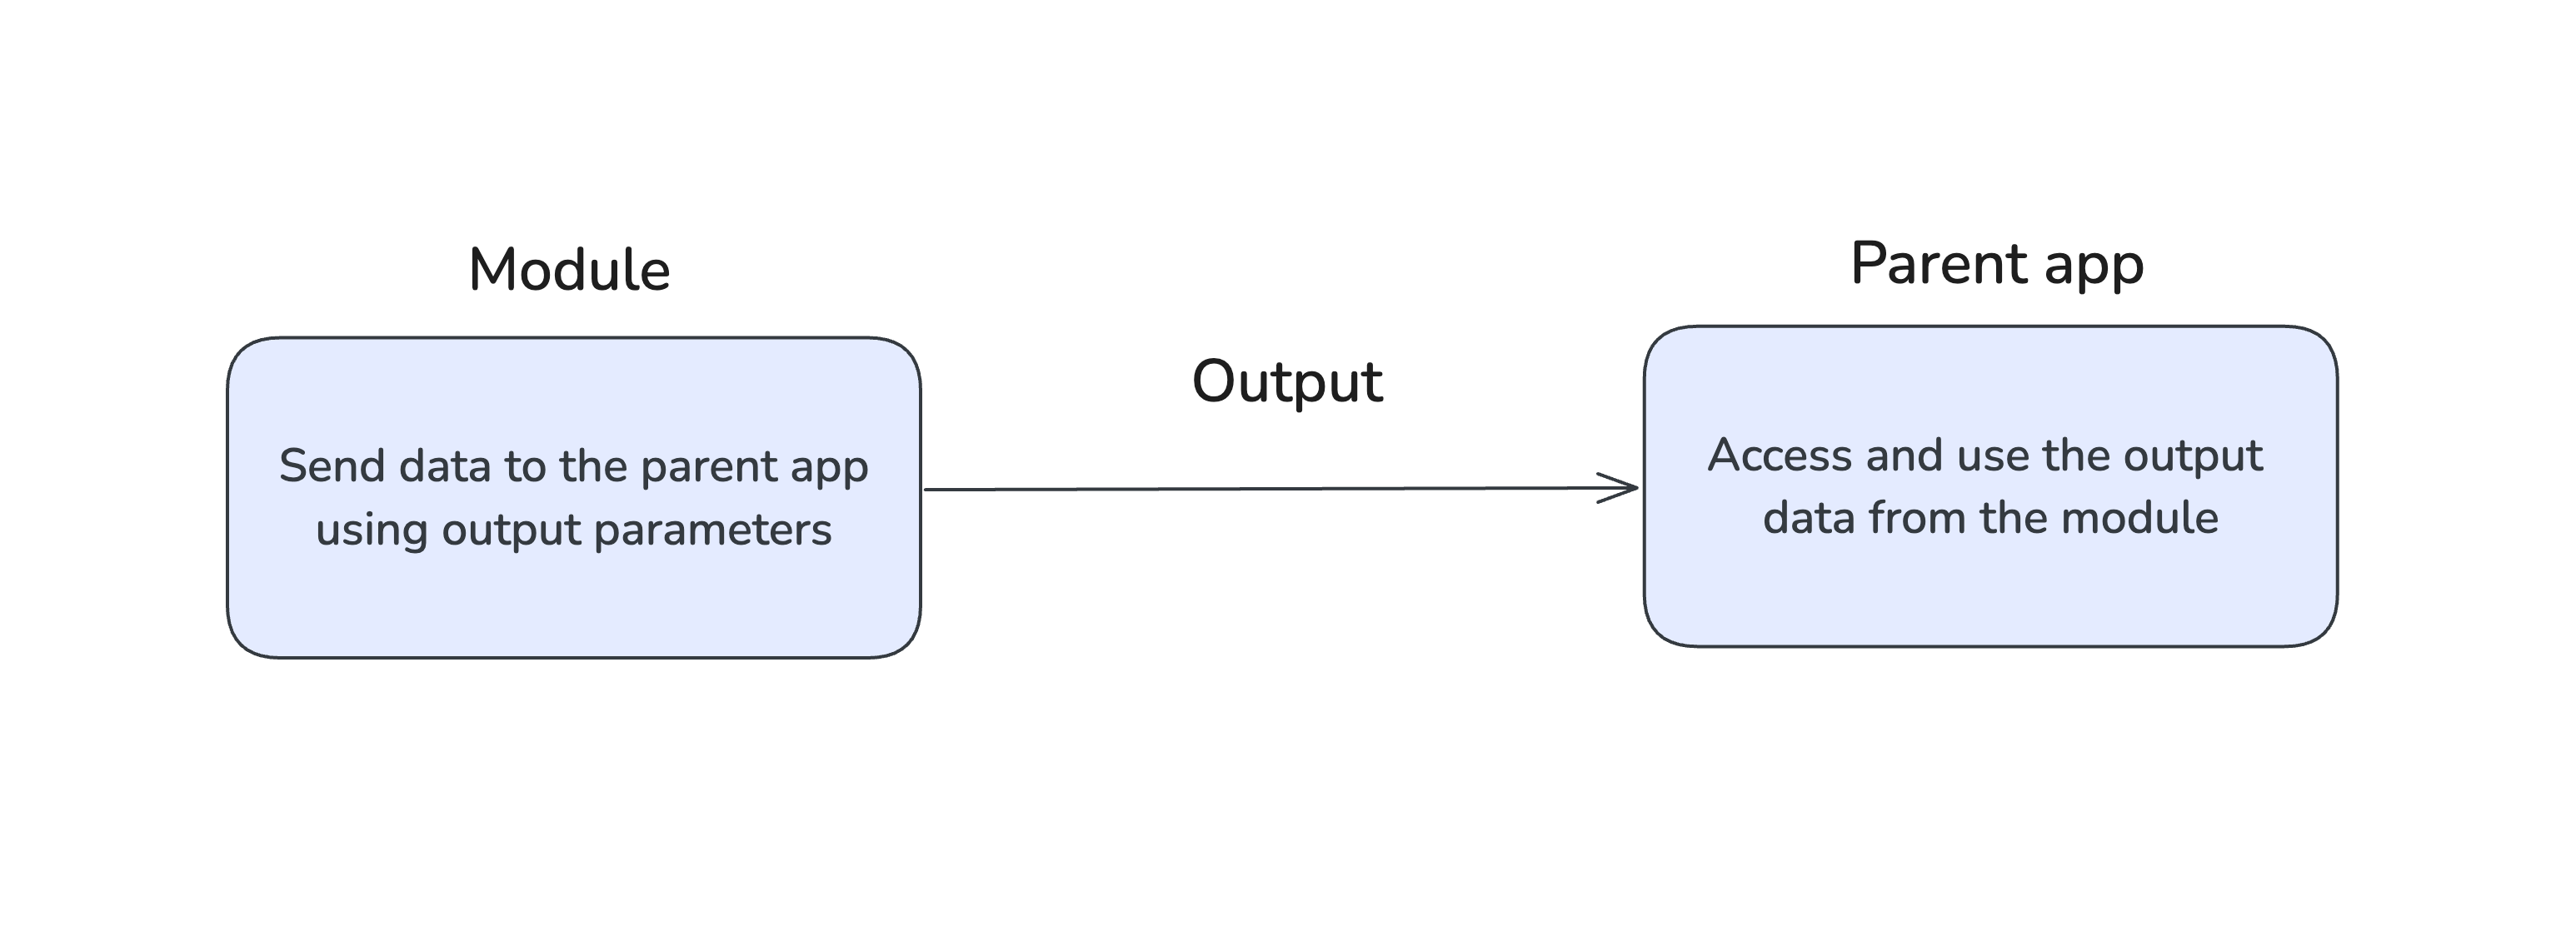 Module
Send data to the parent app
using output parameters
Output
Parent app
Access and use the output
data from the module